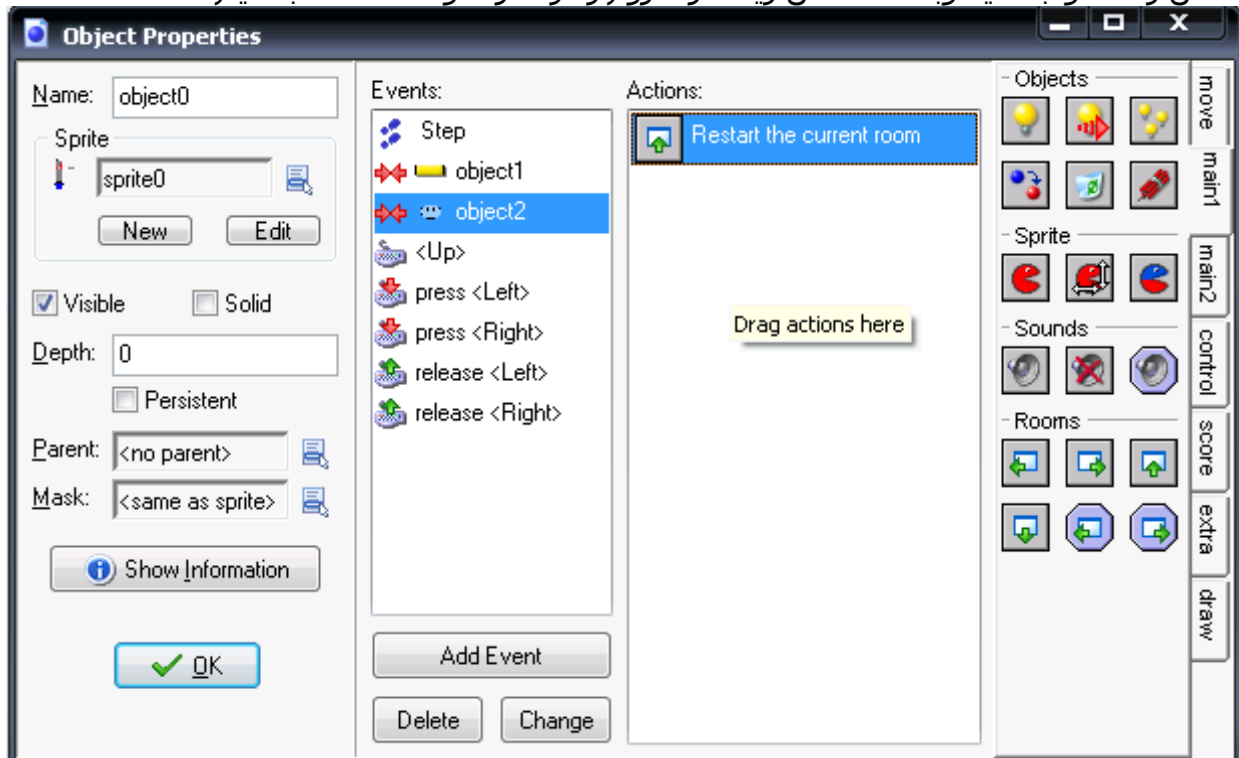 Object Properties
Name:
object0
Sprite
sprite0
New
Edit
Visible
Solid
Depth:
0
Persistent
Parent:
<no parent>
Mask:
<same as sprite>
Show Information
OK
Events:
Step
object1
object2
<Up>
press <Left>
press <Right>
release <Left>
release <Right>
Add Event
Delete
Change
Actions:
Restart the current room
Drag actions here
Objects
Sprite
Sounds
Rooms
move
main1
main2
control
score
extra
draw